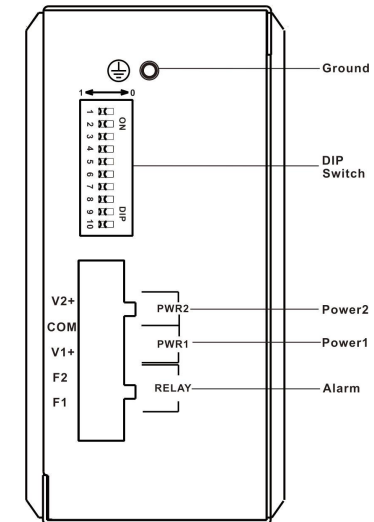 Ground
1 0
1 2 3 4 5 6 7 8 9 10
ON
DIP
DIP
Switch
V2+
COM
V1+
F2
F1
PWR2
PWR1
RELAY
Power2
Power1
Alarm